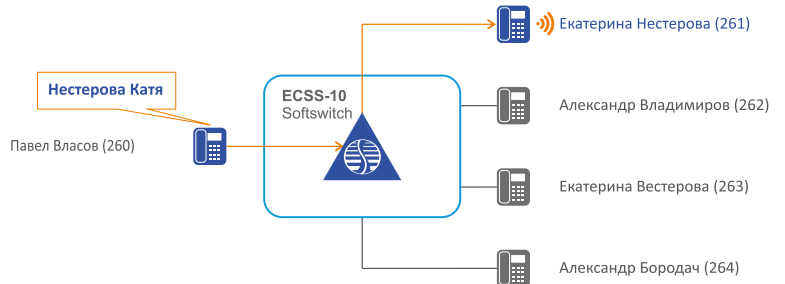 Екатерина Нестерова (261)
Нестерова Катя
ECSS-10
Softswitch
Александр Владимиров (262)
Павел Власов (260)
Екатерина Вестерова (263)
Александр Бородач (264)